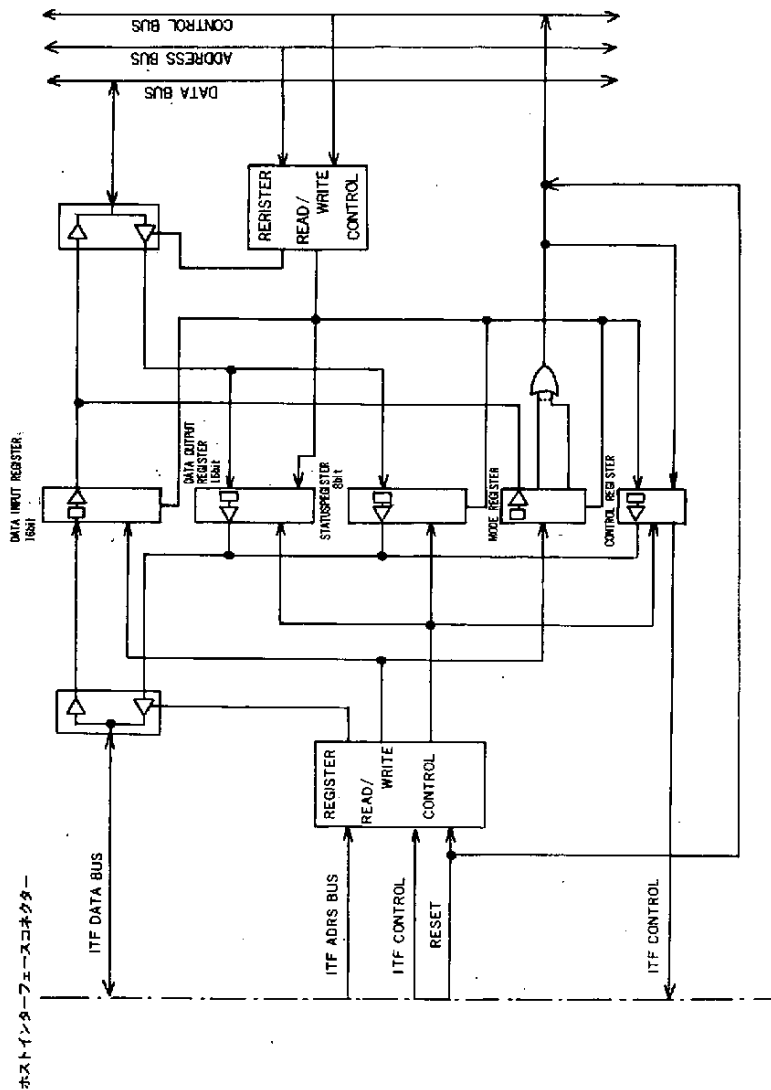 ホストインターフェースコネクター
ITF DATA BUS
ITF ADRS BUS
ITF CONTROL
RESET
ITF CONTROL
REGISTER
READ/
WRITE
CONTROL
DATA INPUT REGISTER
16bit
DATA OUTPUT
REGISTER
16bit
STATUSPEGISTER
8bit
MODE REGISTER
CONTROL REGISTER
RERISTER
READ/
WRITE
CONTROL
DATA BUS
ADDRESS BUS
CONTROL BUS